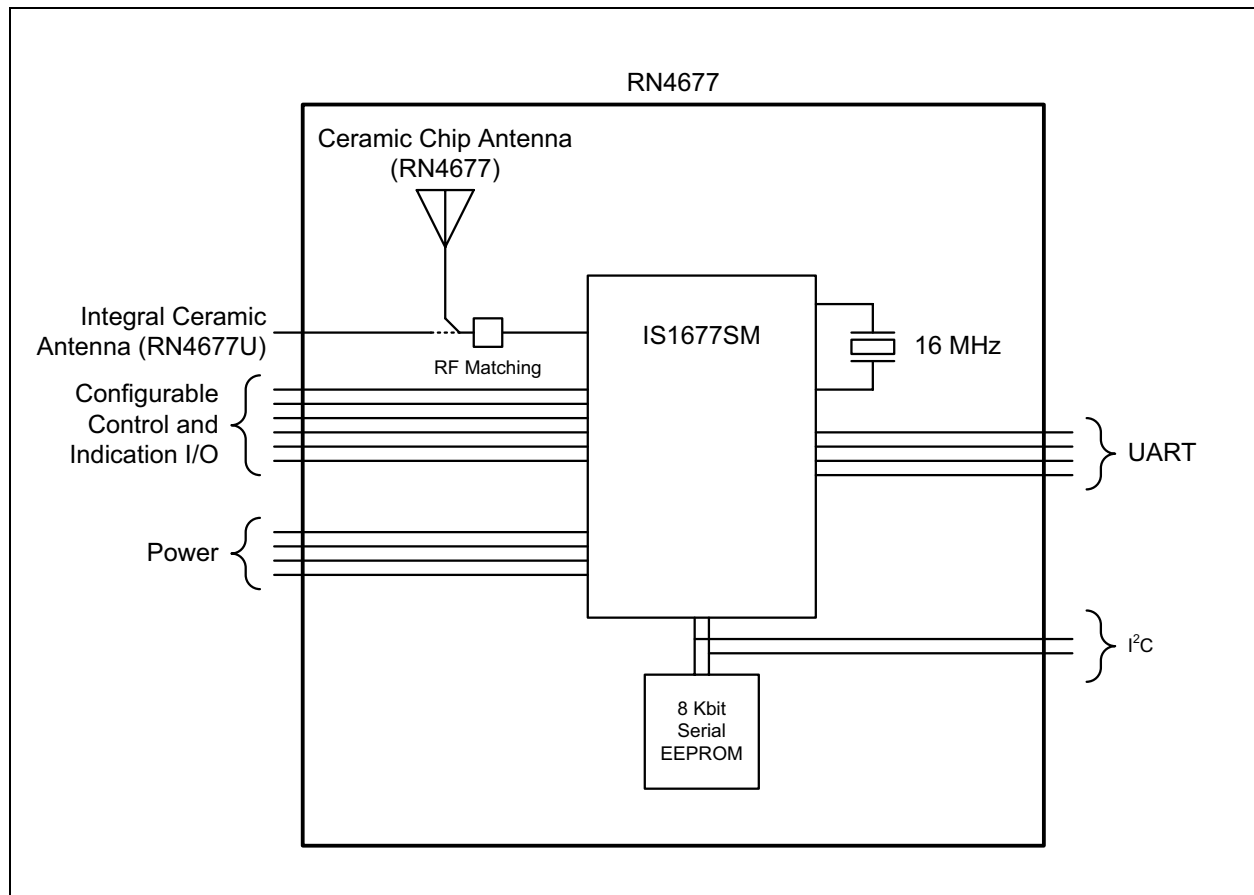 RN4677
Ceramic Chip Antenna
(RN4677)
Integral Ceramic
Antenna (RN4677U)
RF Matching
IS1677SM
16 MHz
Configurable
Control and
Indication I/O
UART
Power
I²C
8 Kbit
Serial
EEPROM